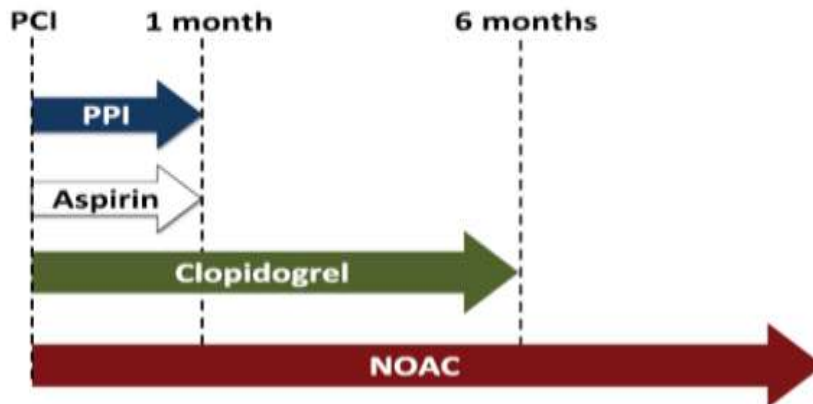 PCI 1 month 6 months
PPI
Aspirin
Clopidogrel
NOAC